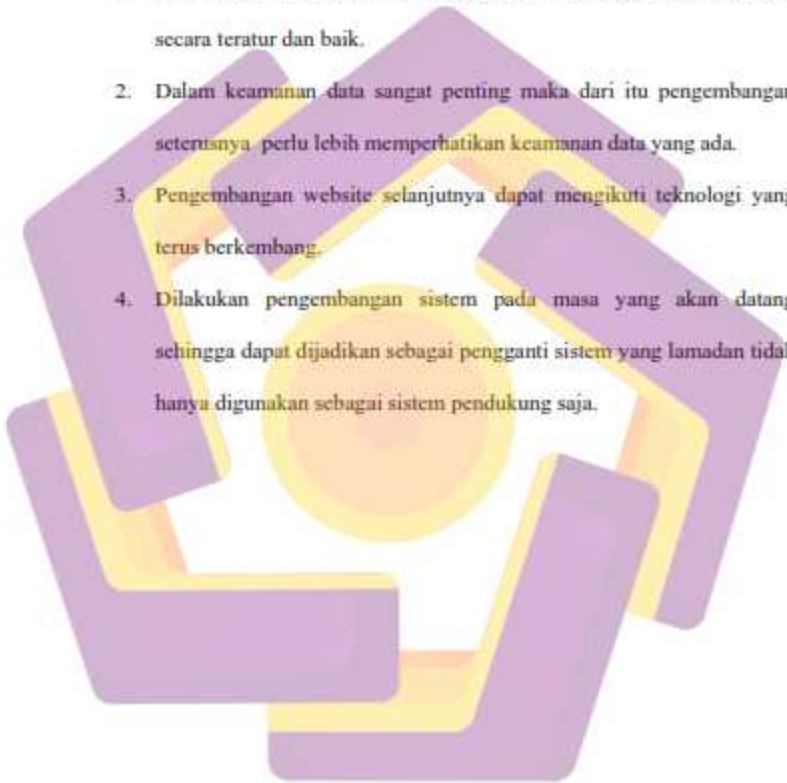 secara teratur dan baik.
2. Dalam keamanan data sangat penting maka dari itu pengembangan
seterusnya perlu lebih memperhatikan keamanan data yang ada.
3. Pengembangan website selanjutnya dapat mengikuti teknologi yang
terus berkembang.
4. Dilakukan pengembangan sistem pada masa yang akan datang
sehingga dapat dijadikan sebagai pengganti sistem yang lamadan tidak
hanya digunakan sebagai sistem pendukung saja.